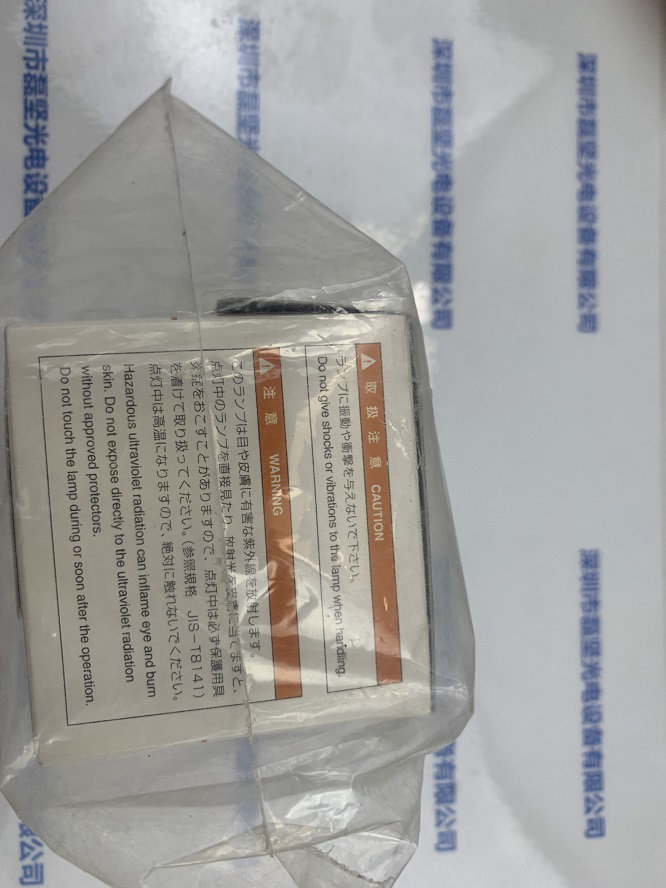 ⚠ 取 扱 注 意 CAUTION
ランプに振動や衝撃を与えないで下さい。
Do not give shocks or vibrations to the lamp when handling.
⚠ 注 意 WARNING
このランプは目や皮膚に有害な紫外線を放射します。
点灯中のランプを直接見たり、放射光を皮膚に当てますと、
炎症をおこすことがありますので、点灯中は必ず保護用具
を着けて取り扱ってください。(参照規格 JIS-T8141)
点灯中は高温になりますので、絶対に触れないでください。
Hazardous ultraviolet radiation can inflame eye and burn
skin. Do not expose directly to the ultraviolet radiation
without approved protectors.
Do not touch the lamp during or soon after the operation.
深圳市磊坚光电设备有限公司
深圳市磊坚光电设备有限公司
深圳市磊坚光电设备有限公司
深圳市磊坚光电设
有限公司
限公司